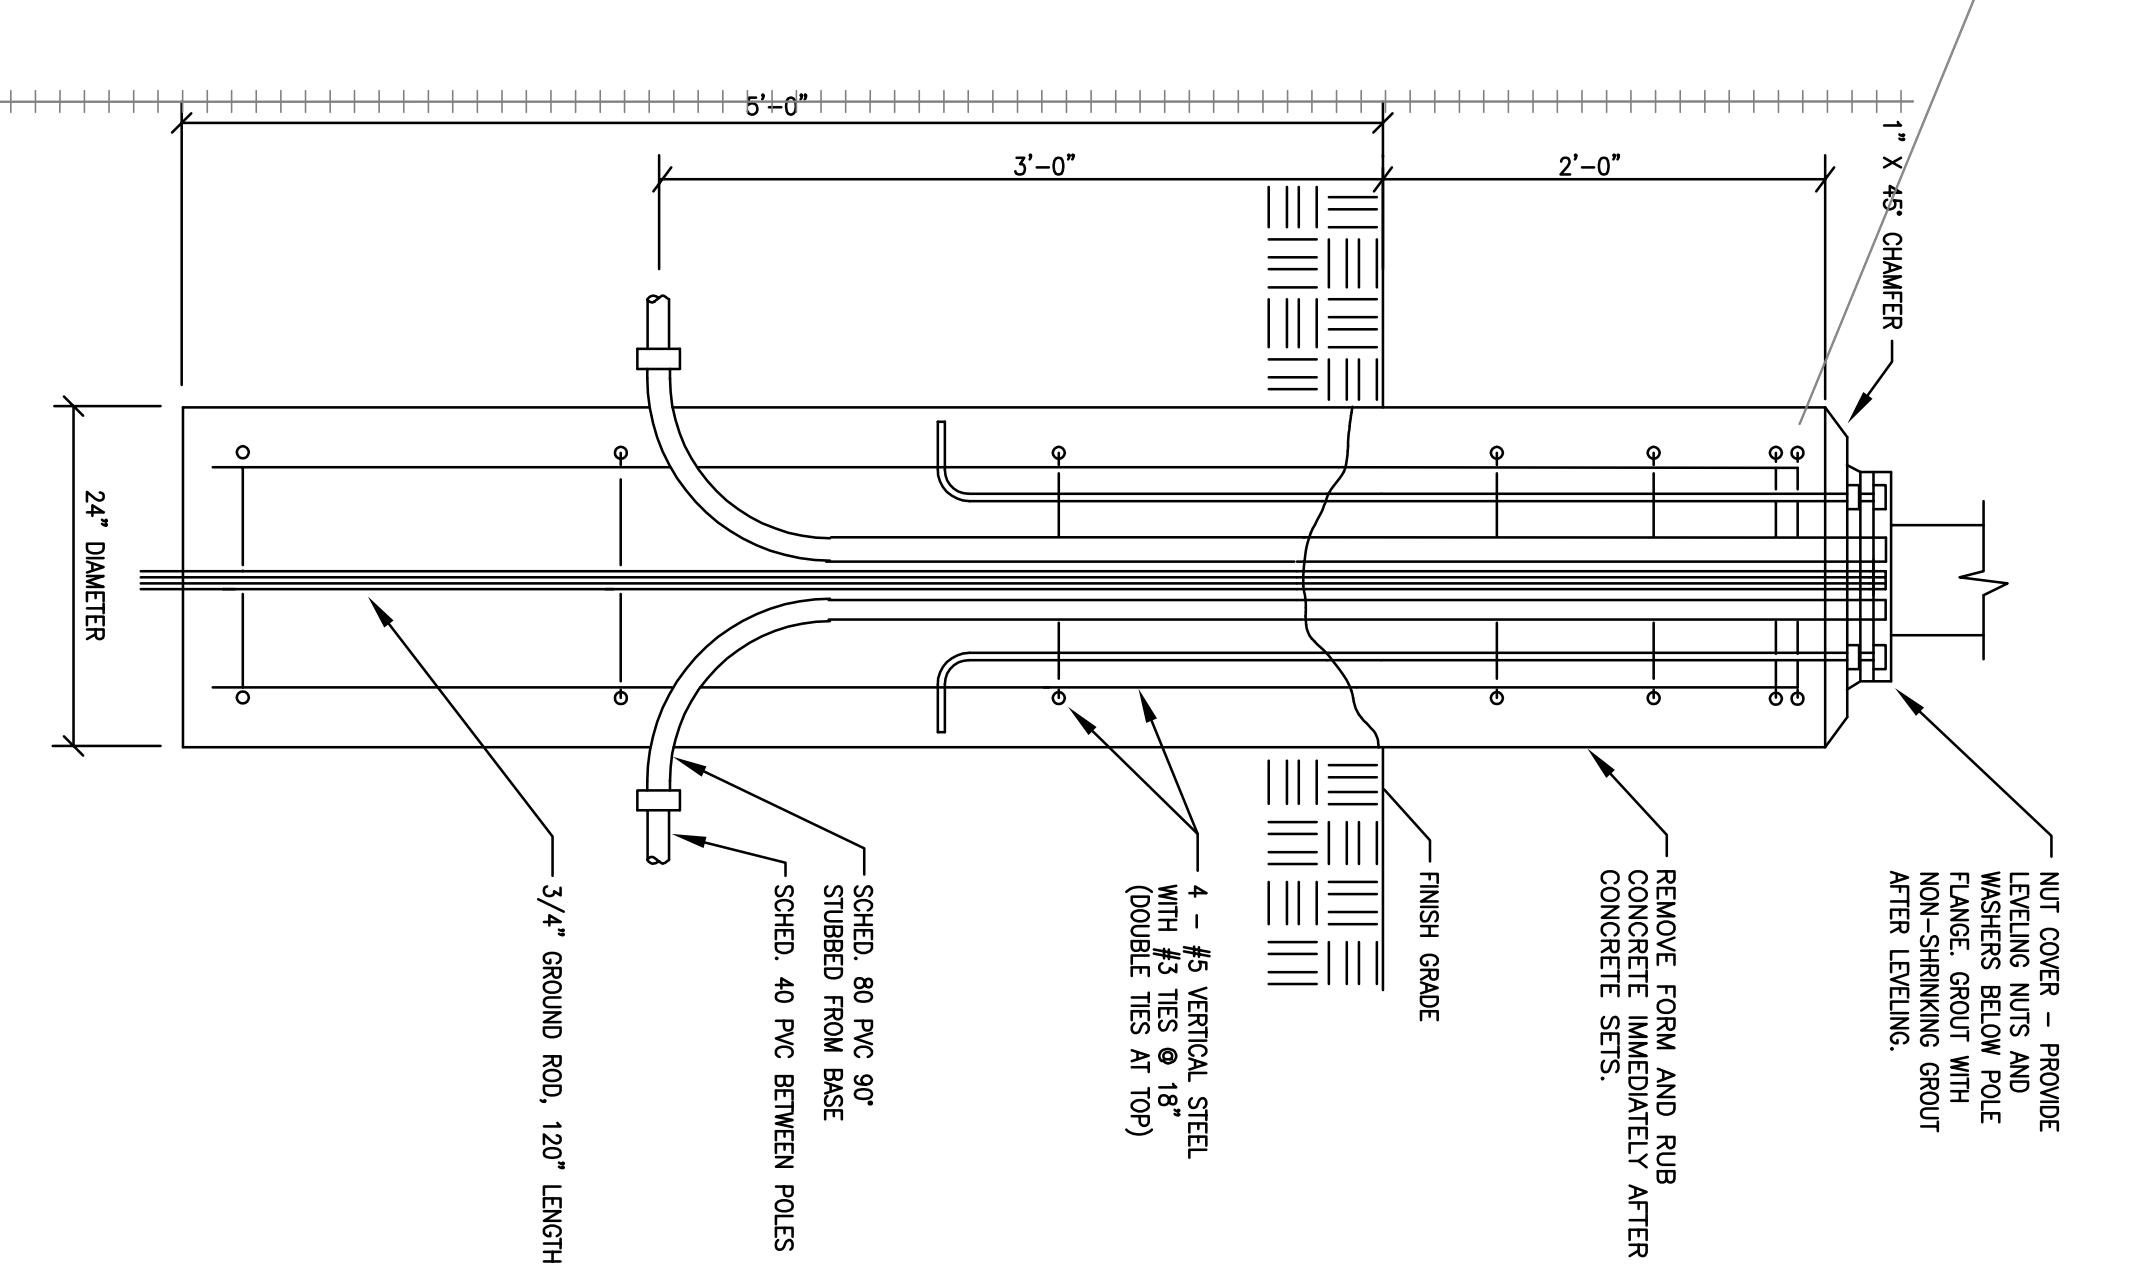 5'-0"
3'-0"
2'-0"
1" X 45° CHAMFER
NUT COVER - PROVIDE
LEVELING NUTS AND
WASHERS BELOW POLE
FLANGE. GROUT WITH
NON-SHRINKING GROUT
AFTER LEVELING.
REMOVE FORM AND RUB
CONCRETE IMMEDIATELY AFTER
CONCRETE SETS.
FINISH GRADE
4 - #5 VERTICAL STEEL
WITH #3 TIES @ 18"
(DOUBLE TIES AT TOP)
SCHED. 80 PVC 90°
STUBBED FROM BASE
SCHED. 40 PVC BETWEEN POLES
3/4" GROUND ROD, 120" LENGTH
24" DIAMETER